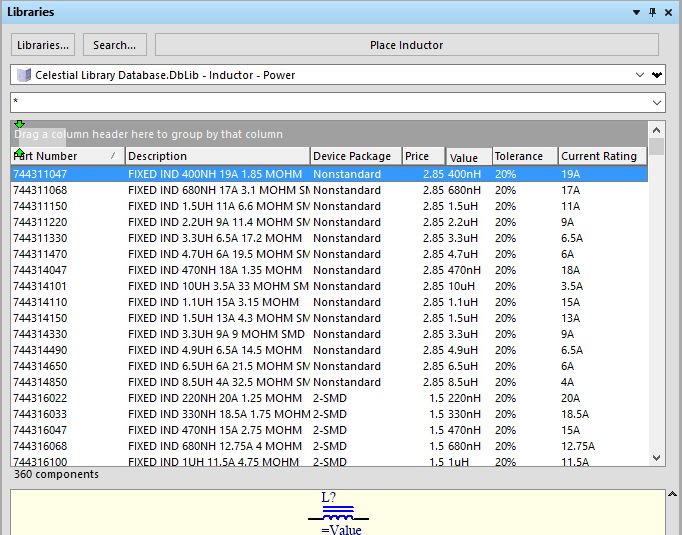 Libraries
Libraries... Search... Place Inductor
Celestial Library Database.DbLib - Inductor - Power
*
Drag a column header here to group by that column
Part Number / Description Device Package Price Value Tolerance Current Rating
744311047 FIXED IND 400NH 19A 1.85 MOHM Nonstandard 2.85 400nH 20% 19A
744311068 FIXED IND 680NH 17A 3.1 MOHM SM Nonstandard 2.85 680nH 20% 17A
744311150 FIXED IND 1.5UH 11A 6.6 MOHM SM Nonstandard 2.85 1.5uH 20% 11A
744311220 FIXED IND 2.2UH 9A 11.4 MOHM SM Nonstandard 2.85 2.2uH 20% 9A
744311330 FIXED IND 3.3UH 6.5A 17.2 MOHM Nonstandard 2.85 3.3uH 20% 6.5A
744311470 FIXED IND 4.7UH 6A 19.5 MOHM SM Nonstandard 2.85 4.7uH 20% 6A
744314047 FIXED IND 470NH 18A 1.35 MOHM Nonstandard 2.85 470nH 20% 18A
744314101 FIXED IND 10UH 3.5A 33 MOHM SM Nonstandard 2.85 10uH 20% 3.5A
744314110 FIXED IND 1.1UH 15A 3.15 MOHM Nonstandard 2.85 1.1uH 20% 15A
744314150 FIXED IND 1.5UH 13A 4.3 MOHM SM Nonstandard 2.85 1.5uH 20% 13A
744314330 FIXED IND 3.3UH 9A 9 MOHM SMD Nonstandard 2.85 3.3uH 20% 9A
744314490 FIXED IND 4.9UH 6.5A 14.5 MOHM Nonstandard 2.85 4.9uH 20% 6.5A
744314650 FIXED IND 6.5UH 6A 21.5 MOHM SM Nonstandard 2.85 6.5uH 20% 6A
744314850 FIXED IND 8.5UH 4A 32.5 MOHM SM Nonstandard 2.85 8.5uH 20% 4A
744316022 FIXED IND 220NH 20A 1.25 MOHM 2-SMD 1.5 220nH 20% 20A
744316033 FIXED IND 330NH 18.5A 1.75 MOHM 2-SMD 1.5 330nH 20% 18.5A
744316047 FIXED IND 470NH 15A 2.75 MOHM 2-SMD 1.5 470nH 20% 15A
744316068 FIXED IND 680NH 12.75A 4 MOHM 2-SMD 1.5 680nH 20% 12.75A
744316100 FIXED IND 1UH 11.5A 4.75 MOHM 2-SMD 1.5 1uH 20% 11.5A
360 components
L?
=Value